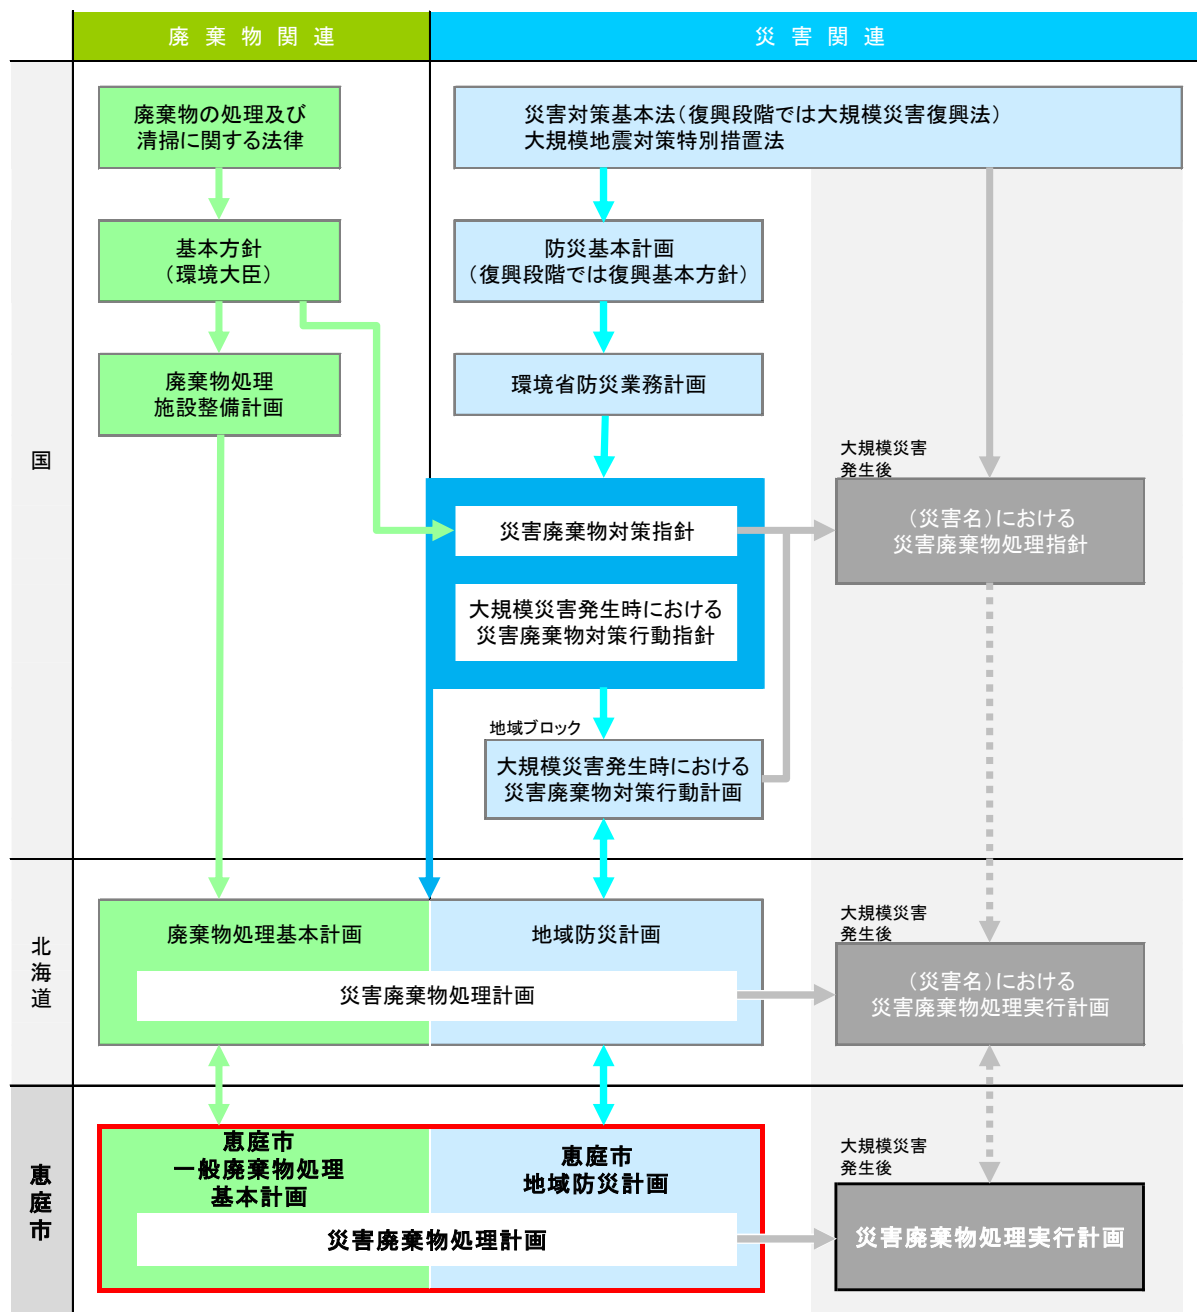 廃棄物関連
災害関連
国
廃棄物の処理及び
清掃に関する法律
災害対策基本法(復興段階では大規模災害復興法)
大規模地震対策特別措置法
基本方針
(環境大臣)
防災基本計画
(復興段階では復興基本方針)
廃棄物処理
施設整備計画
環境省防災業務計画
大規模災害
発生後
災害廃棄物対策指針
(災害名)における
災害廃棄物処理指針
大規模災害発生時における
災害廃棄物対策行動指針
地域ブロック
大規模災害発生時における
災害廃棄物対策行動計画
北海道
廃棄物処理基本計画
地域防災計画
災害廃棄物処理計画
大規模災害
発生後
(災害名)における
災害廃棄物処理実行計画
恵庭市
恵庭市
一般廃棄物処理
基本計画
恵庭市
地域防災計画
災害廃棄物処理計画
大規模災害
発生後
災害廃棄物処理実行計画